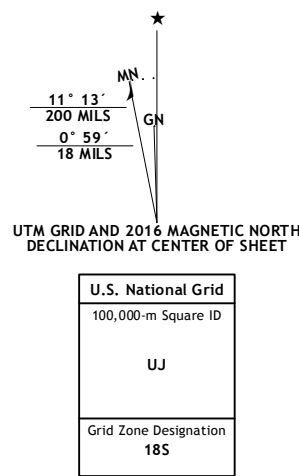 ★
MN
11° 13´
200 MILS
GN
0° 59´
18 MILS
UTM GRID AND 2016 MAGNETIC NORTH
DECLINATION AT CENTER OF SHEET
U.S. National Grid
100,000-m Square ID
UJ
Grid Zone Designation
18S